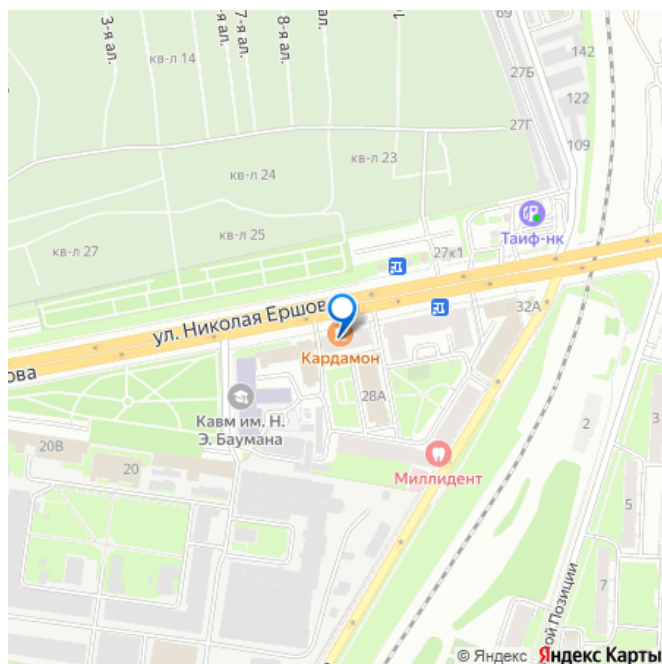 69
142
27Б
122
27Г
109
3-я ал.
-я ал.
7-я ал.
8-я ал.
кв-л 14
кв-л 23
кв-л 24
кв-л 25
кв-л 27
Таиф-нк
27к1
32А
ул. Николая Ершов
ова
Кардамон
28А
Кавм им. Н.
Э. Баумана
Миллидент
20В
20
2
3
5
7
ой Позиции
© Яндекс Яндекс Карты